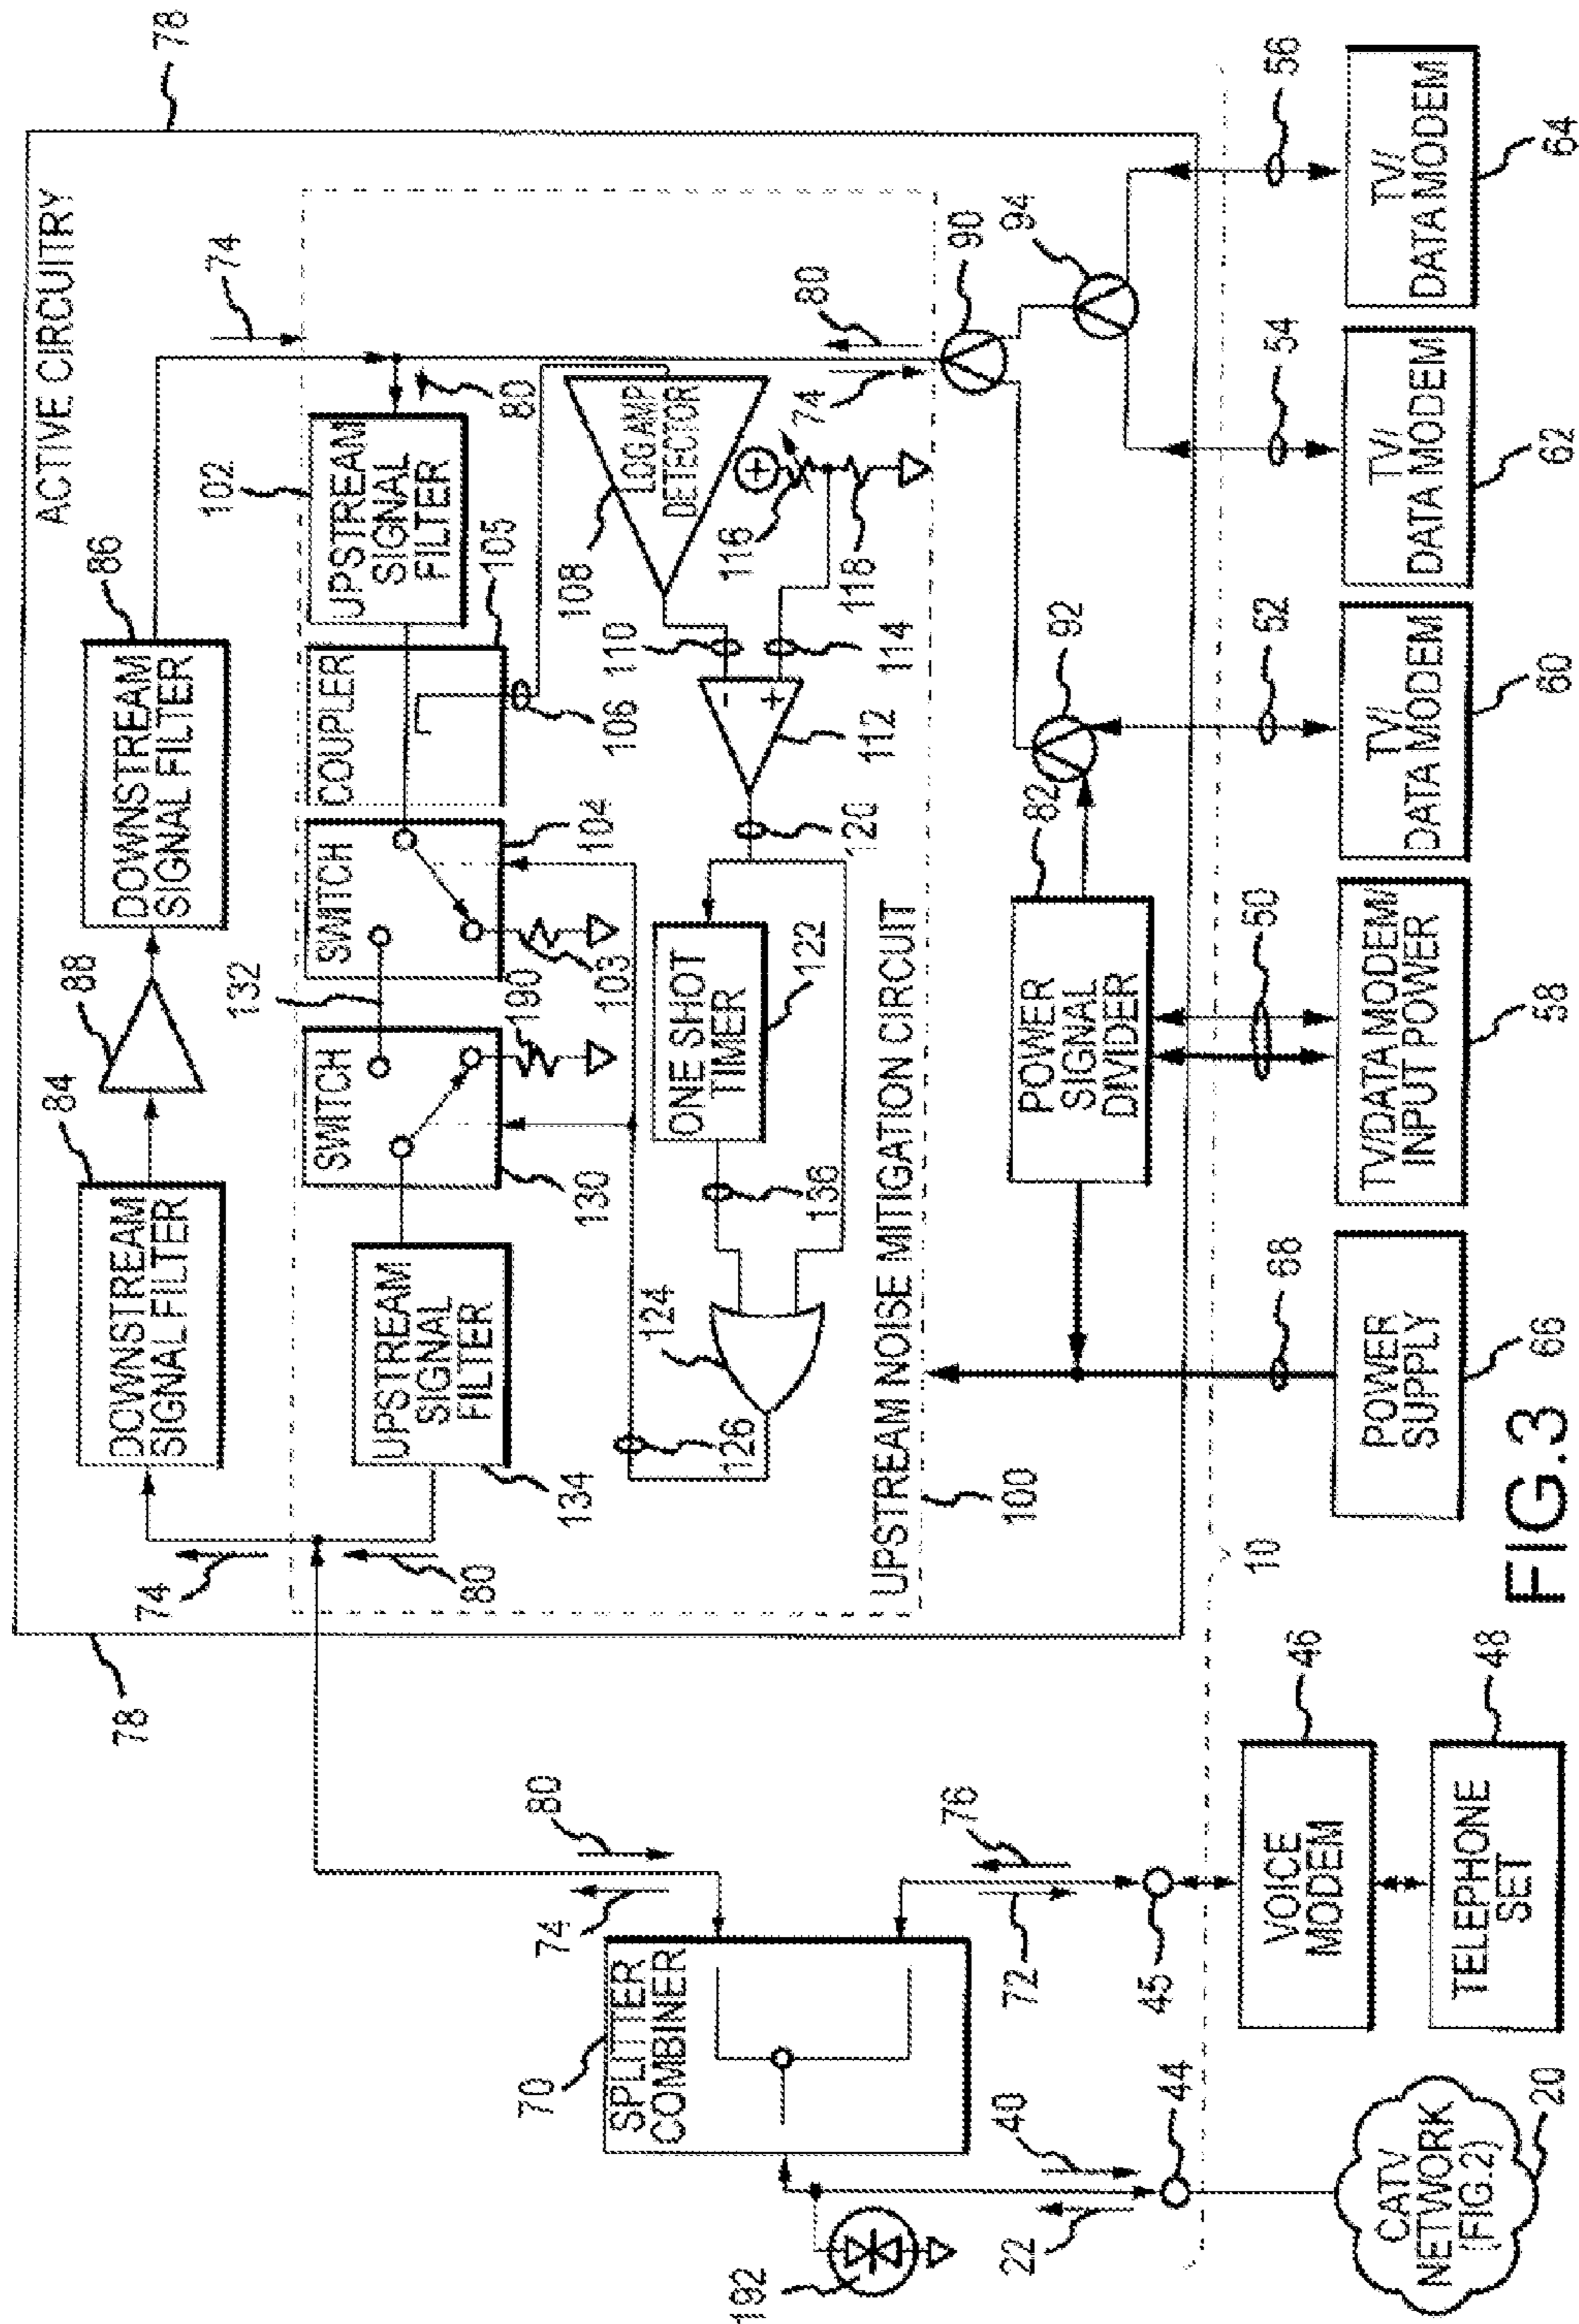 ACTIVE CIRCUITRY
78
78
84
88
86
74
DOWNSTREAM
SIGNAL FILTER
DOWNSTREAM
SIGNAL FILTER
74
80
132
102
UPSTREAM
SIGNAL
FILTER
SWITCH
SWITCH
COUPLER
UPSTREAM
SIGNAL
FILTER
80
134
130
190
103
104
105
106
108
LOG AMP
DETECTOR
126
124
136
ONE SHOT
TIMER
122
120
112
-
+
110
114
116
118
+
74
80
90
UPSTREAM NOISE MITIGATION CIRCUIT
100
POWER
SIGNAL
DIVIDER
82
92
94
10
68
50
52
54
56
POWER
SUPPLY
66
TV/DATA MODEM/
INPUT POWER
58
TV/
DATA MODEM
60
TV/
DATA MODEM
62
TV/
DATA MODEM
64
70
SPLITTER
COMBINER
74
80
72
76
45
192
22
40
44
VOICE
MODEM
46
TELEPHONE
SET
48
CATV
NETWORK
(FIG.2)
20
FIG.3